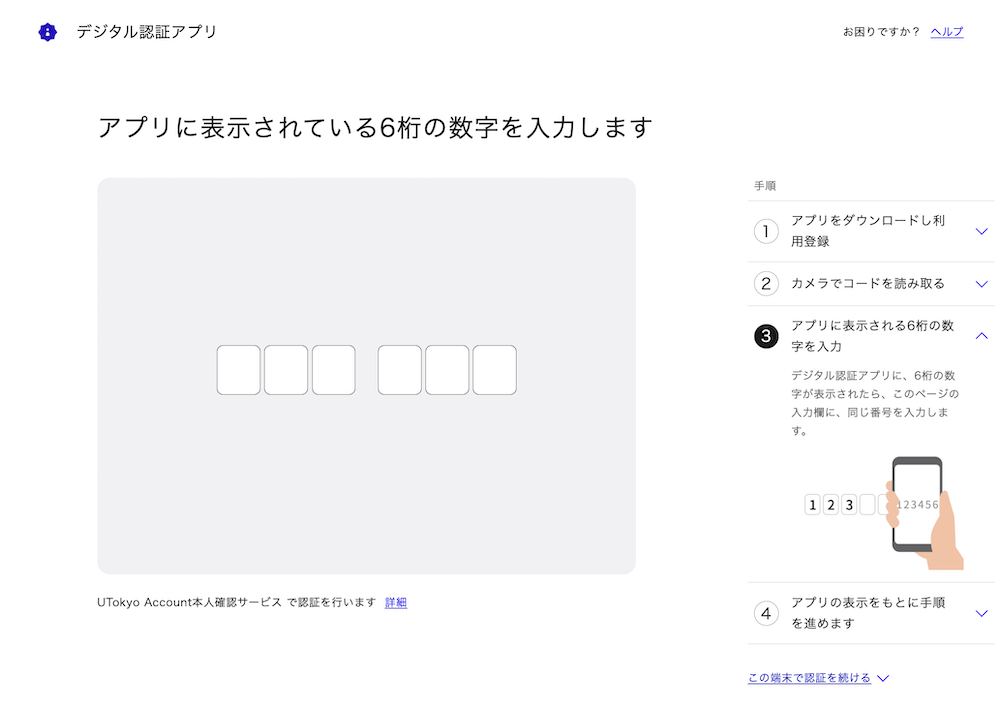 デジタル認証アプリ
お困りですか？ ヘルプ
アプリに表示されている6桁の数字を入力します
UTokyo Account本人確認サービス で認証を行います 詳細
手順
1 アプリをダウンロードし利
用登録
2 カメラでコードを読み取る
3 アプリに表示される6桁の数
字を入力
デジタル認証アプリに、6桁の数
字が表示されたら、このページの
入力欄に、同じ番号を入力しま
す。
1 2 3 123456
4 アプリの表示をもとに手順
を進めます
この端末で認証を続ける